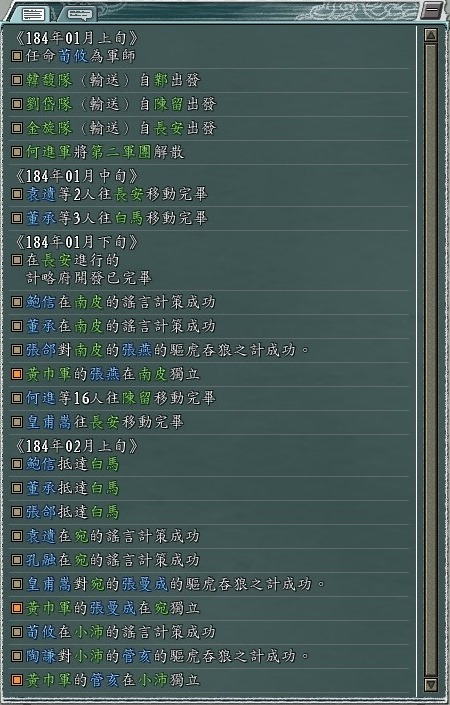 《184年01月上旬》
任命荀攸為軍師
韓馥隊（輸送）自鄴出發
劉岱隊（輸送）自陳留出發
金旋隊（輸送）自長安出發
何進軍將第二軍團解散
《184年01月中旬》
袁遺等2人往長安移動完畢
董承等3人往白馬移動完畢
《184年01月下旬》
在長安進行的
計略府開發已完畢
鮑信在南皮的謠言計策成功
董承在南皮的謠言計策成功
張郃對南皮的張燕的驅虎吞狼之計成功。
黃巾軍的張燕在南皮獨立
何進等16人往陳留移動完畢
皇甫嵩往長安移動完畢
《184年02月上旬》
鮑信抵達白馬
董承抵達白馬
張郃抵達白馬
袁遺在宛的謠言計策成功
孔融在宛的謠言計策成功
皇甫嵩對宛的張曼成的驅虎吞狼之計成功。
黃巾軍的張曼成在宛獨立
荀攸在小沛的謠言計策成功
陶謙對小沛的管亥的驅虎吞狼之計成功。
黃巾軍的管亥在小沛獨立